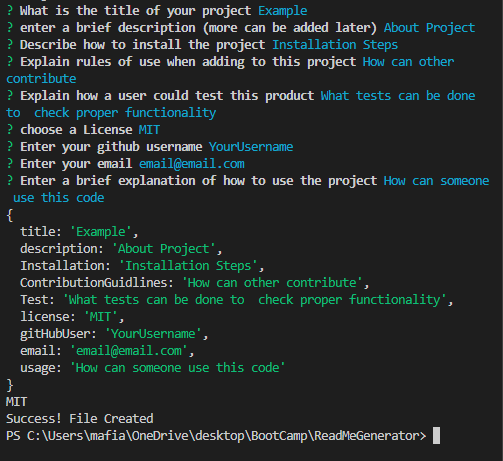 ? What is the title of your project Example
? enter a brief description (more can be added later) About Project
? Describe how to install the project Installation Steps
? Explain rules of use when adding to this project How can other
contribute
? Explain how a user could test this product What tests can be done
to  check proper functionality
? choose a License MIT
? Enter your github username YourUsername
? Enter your email email@email.com
? Enter a brief explanation of how to use the project How can someone
 use this code
{
  title: 'Example',
  description: 'About Project',
  Installation: 'Installation Steps',
  ContributionGuidlines: 'How can other contribute',
  Test: 'What tests can be done to  check proper functionality',
  license: 'MIT',
  gitHubUser: 'YourUsername',
  email: 'email@email.com',
  usage: 'How can someone use this code'
}
MIT
Success! File Created
PS C:\Users\mafia\OneDrive\desktop\BootCamp\ReadMeGenerator>